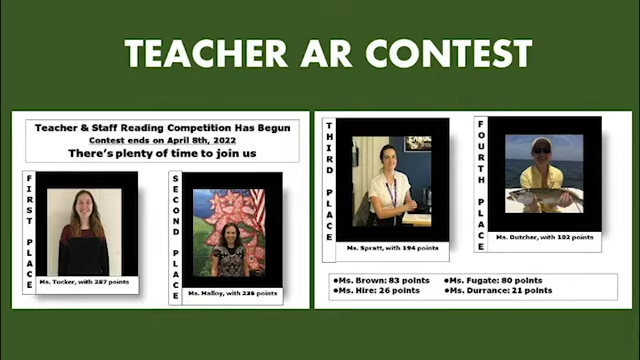 TEACHER AR CONTEST
Teacher & Staff Reading Competition Has Begun
Contest ends on April 8th, 2022
There's plenty of time to join us
FIRST PLACE
Ms. Tucker, with 287 points
SECOND PLACE
Ms. Malloy, with 236 points
THIRD PLACE
Ms. Spratt, with 194 points
FOURTH PLACE
Ms. Dutcher, with 102 points
●Ms. Brown: 83 points
●Ms. Fugate: 80 points
●Ms. Hire: 26 points
●Ms. Durrance: 21 points